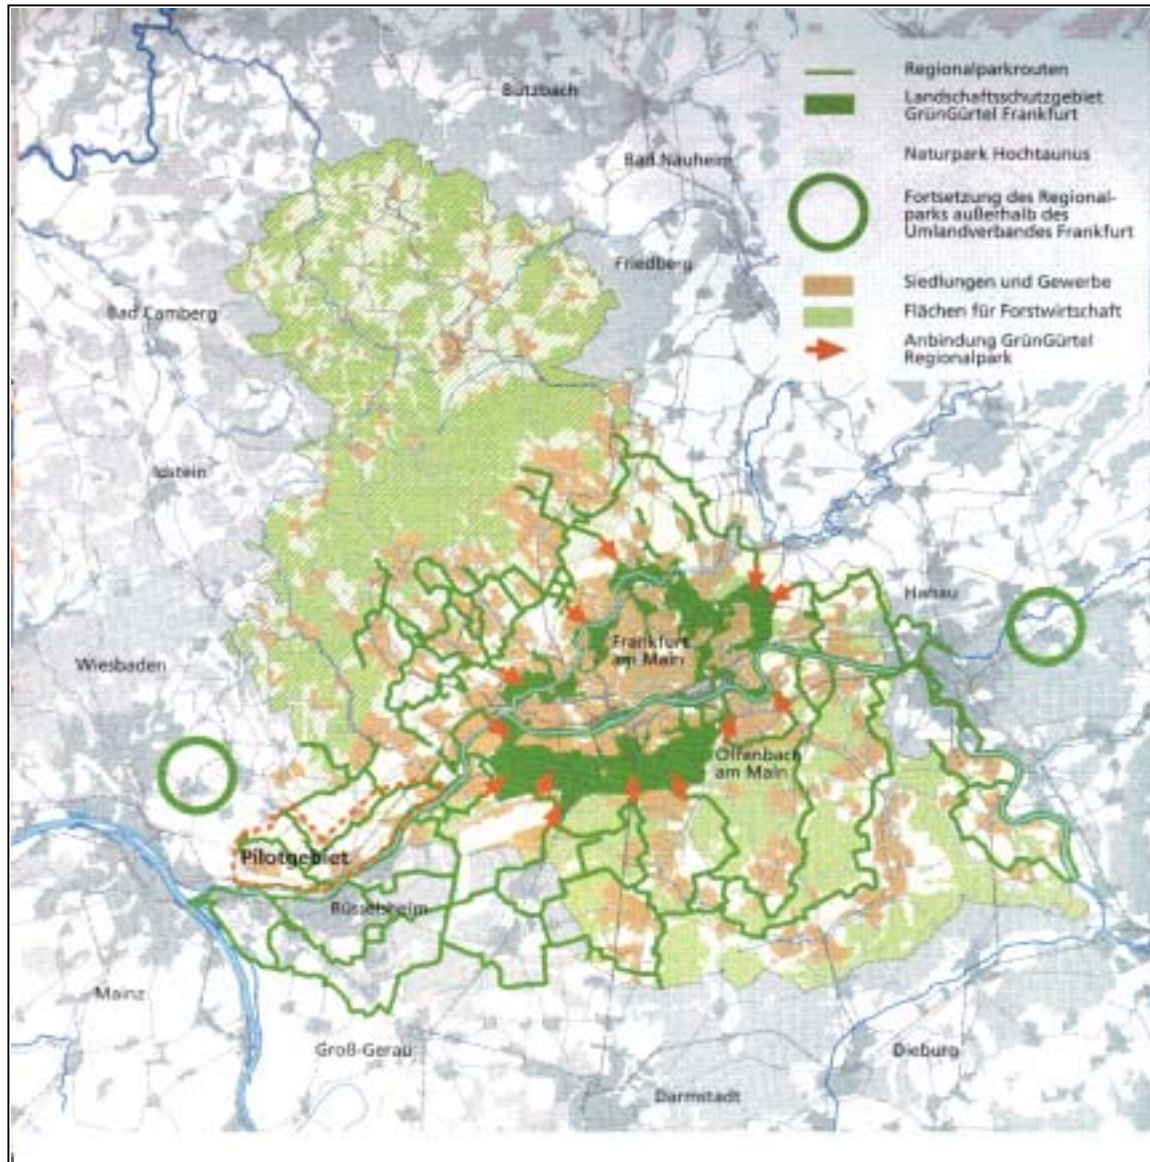 Regionalparkrouten
Landschaftsschutzgebiet
GrünGürtel Frankfurt
Naturpark Hochtaunus
Fortsetzung des Regional-
parks außerhalb des
Umlandverbandes Frankfurt
Siedlungen und Gewerbe
Flächen für Forstwirtschaft
Anbindung GrünGürtel
Regionalpark
Butzbach
Bad Nauheim
Friedberg
Bad Camberg
Idstein
Hanau
Frankfurt
am Main
Wiesbaden
Offenbach
am Main
Pilotgebiet
Rüsselsheim
Mainz
Groß-Gerau
Dieburg
Darmstadt